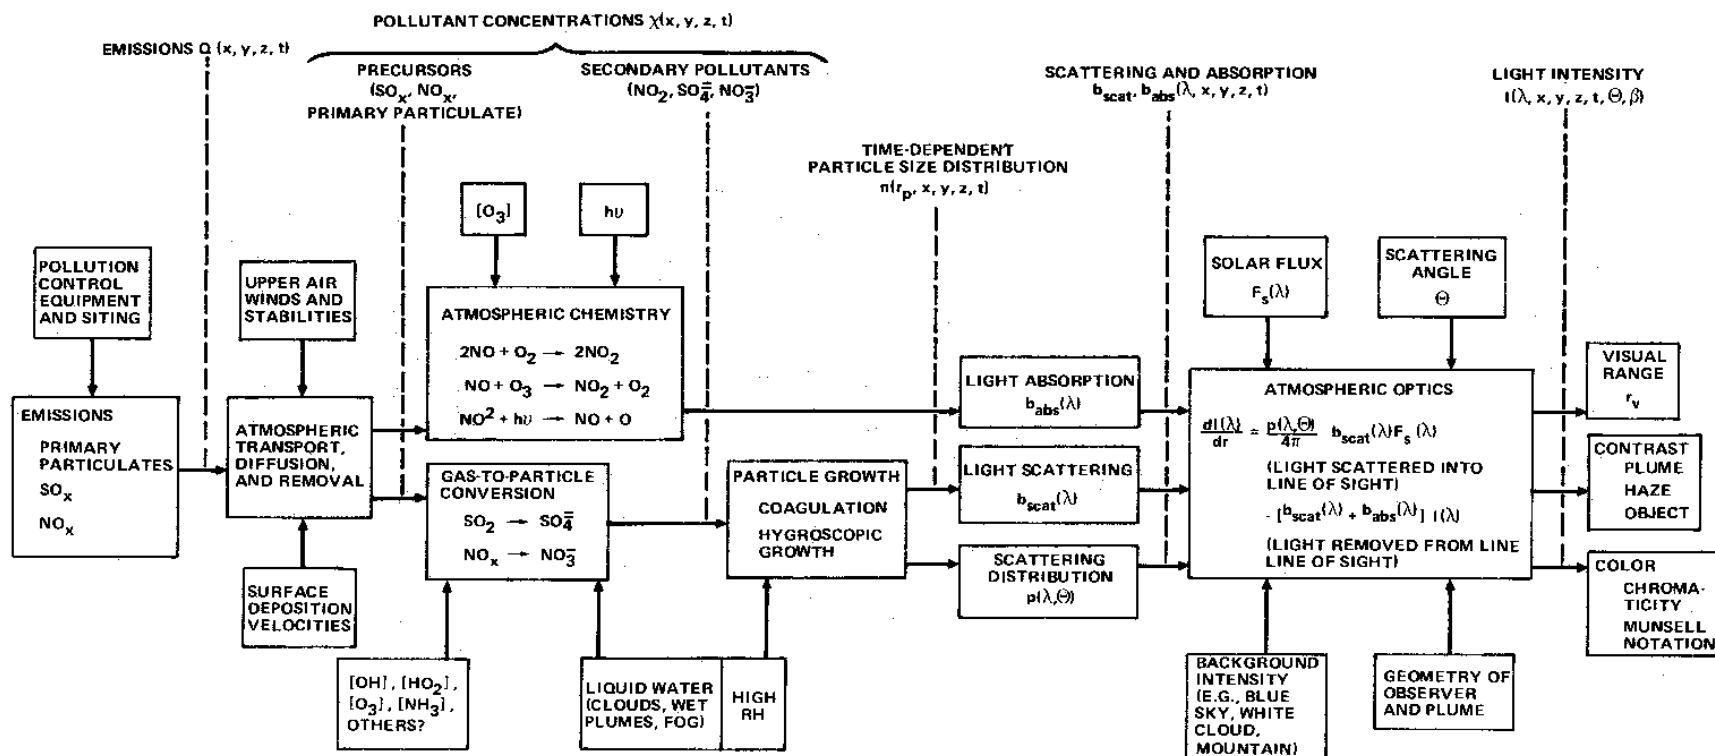 POLLUTANT CONCENTRATIONS χ(x, y, z, t)
EMISSIONS Q (x, y, z, t)
PRECURSORS
(SOx, NOx,
PRIMARY PARTICULATE)
SECONDARY POLLUTANTS
(NO2, SO4=, NO3-)
SCATTERING AND ABSORPTION
bscat, babs(λ, x, y, z, t)
LIGHT INTENSITY
I(λ, x, y, z, t, Θ, β)
TIME-DEPENDENT
PARTICLE SIZE DISTRIBUTION
n(rp, x, y, z, t)
[O3]
hυ
POLLUTION
CONTROL
EQUIPMENT
AND SITING
UPPER AIR
WINDS AND
STABILITIES
ATMOSPHERIC CHEMISTRY
2NO + O2 → 2NO2
NO + O3 → NO2 + O2
NO² + hυ → NO + O
SOLAR FLUX
Fs(λ)
SCATTERING
ANGLE
Θ
EMISSIONS
PRIMARY
PARTICULATES
SOx
NOx
ATMOSPHERIC
TRANSPORT,
DIFFUSION,
AND REMOVAL
GAS-TO-PARTICLE
CONVERSION
SO2 → SO4=
NOx → NO3-
PARTICLE GROWTH
COAGULATION
HYGROSCOPIC
GROWTH
LIGHT ABSORPTION
babs(λ)
LIGHT SCATTERING
bscat(λ)
SCATTERING
DISTRIBUTION
p(λ,Θ)
ATMOSPHERIC OPTICS
dI(λ)/dr = p(λ,Θ)/4π bscat(λ)Fs(λ)
(LIGHT SCATTERED INTO
LINE OF SIGHT)
- [bscat(λ) + babs(λ)] I(λ)
(LIGHT REMOVED FROM LINE
LINE OF SIGHT)
VISUAL
RANGE
rv
CONTRAST
PLUME
HAZE
OBJECT
COLOR
CHROMA-
TICITY
MUNSELL
NOTATION
SURFACE
DEPOSITION
VELOCITIES
[OH], [HO2],
[O3], [NH3],
OTHERS?
LIQUID WATER
(CLOUDS, WET
PLUMES, FOG)
HIGH
RH
BACKGROUND
INTENSITY
(E.G., BLUE
SKY, WHITE
CLOUD,
MOUNTAIN)
GEOMETRY OF
OBSERVER
AND PLUME